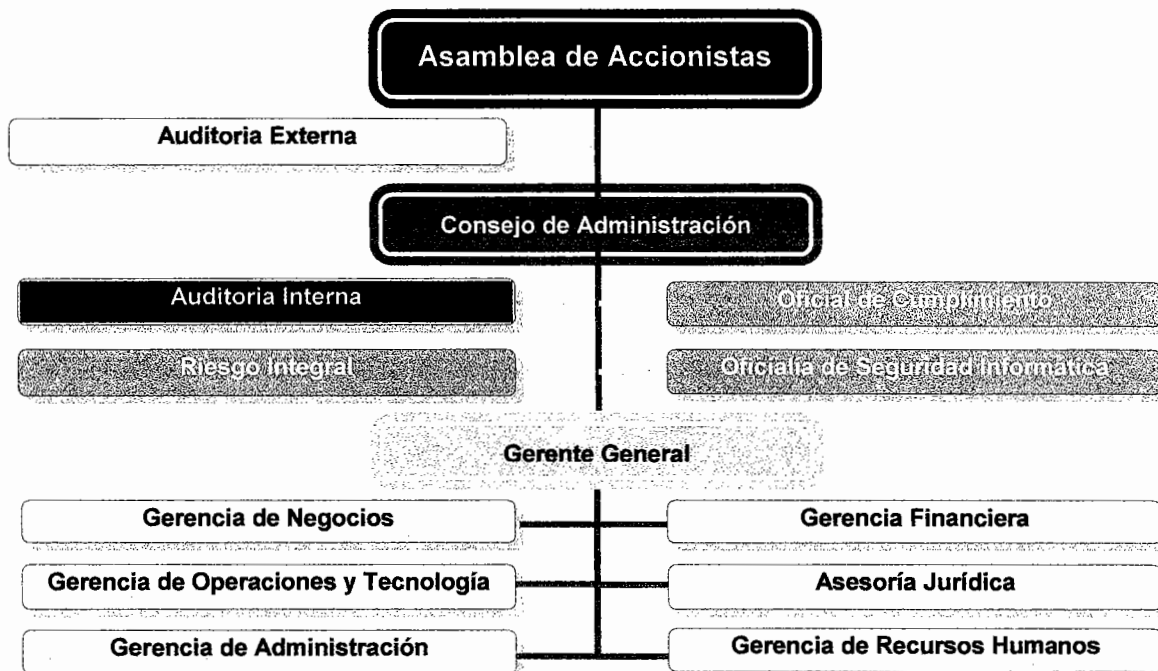 Asamblea de Accionistas
Auditoria Externa
Consejo de Administración
Auditoria Interna
Oficial de Cumplimiento
Riesgo Integral
Oficialía de Seguridad Informática
Gerente General
Gerencia de Negocios
Gerencia Financiera
Gerencia de Operaciones y Tecnología
Asesoría Jurídica
Gerencia de Administración
Gerencia de Recursos Humanos